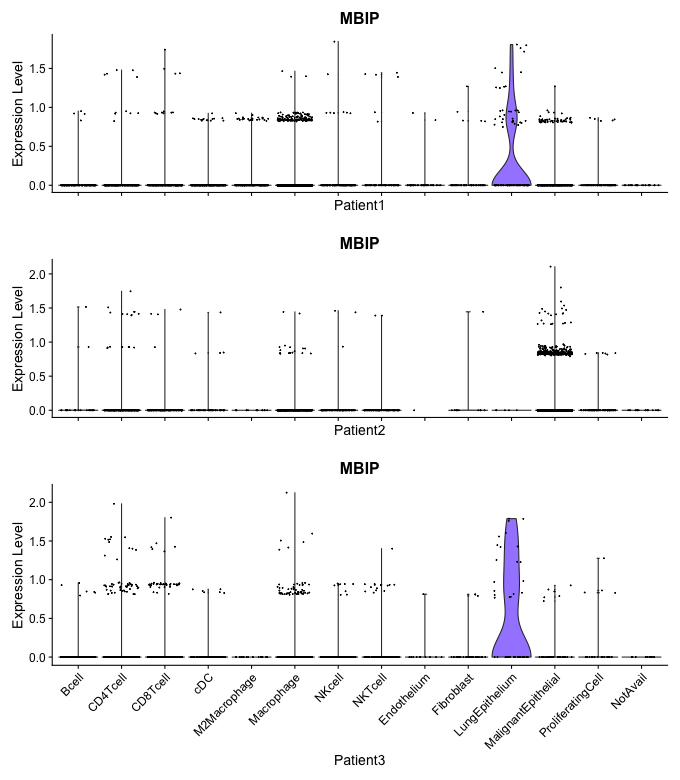 MBIP
Expression Level
1.5
1.0
0.5
0.0
Patient1
MBIP
Expression Level
2.0
1.5
1.0
0.5
0.0
Patient2
MBIP
Expression Level
2.0
1.5
1.0
0.5
0.0
Bcell
CD4Tcell
CD8Tcell
cDC
M2Macrophage
Macrophage
NKcell
NKTcell
Endothelium
Fibroblast
LungEpithelium
MalignantEpithelial
ProliferatingCell
NotAvail
Patient3